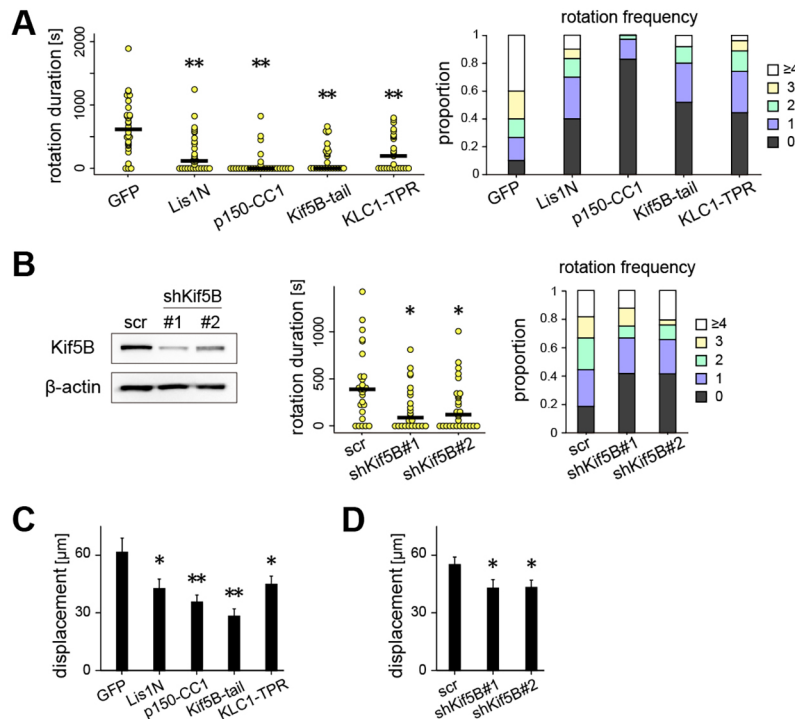 A
rotation duration [s]
2000
1000
0
** ** ** **
GFP
Lis1N
p150-CC1
Kif5B-tail
KLC1-TPR
rotation frequency
proportion
1
0.8
0.6
0.4
0.2
0
GFP
Lis1N
p150-CC1
Kif5B-tail
KLC1-TPR
≥4
3
2
1
0
B
shKif5B
scr #1 #2
Kif5B
β-actin
rotation duration [s]
1000
500
0
* *
scr
shKif5B#1
shKif5B#2
rotation frequency
proportion
1
0.8
0.6
0.4
0.2
0
scr
shKif5B#1
shKif5B#2
≥4
3
2
1
0
C
displacement [μm]
60
30
0
* ** ** *
GFP
Lis1N
p150-CC1
Kif5B-tail
KLC1-TPR
D
displacement [μm]
60
30
0
* *
scr
shKif5B#1
shKif5B#2